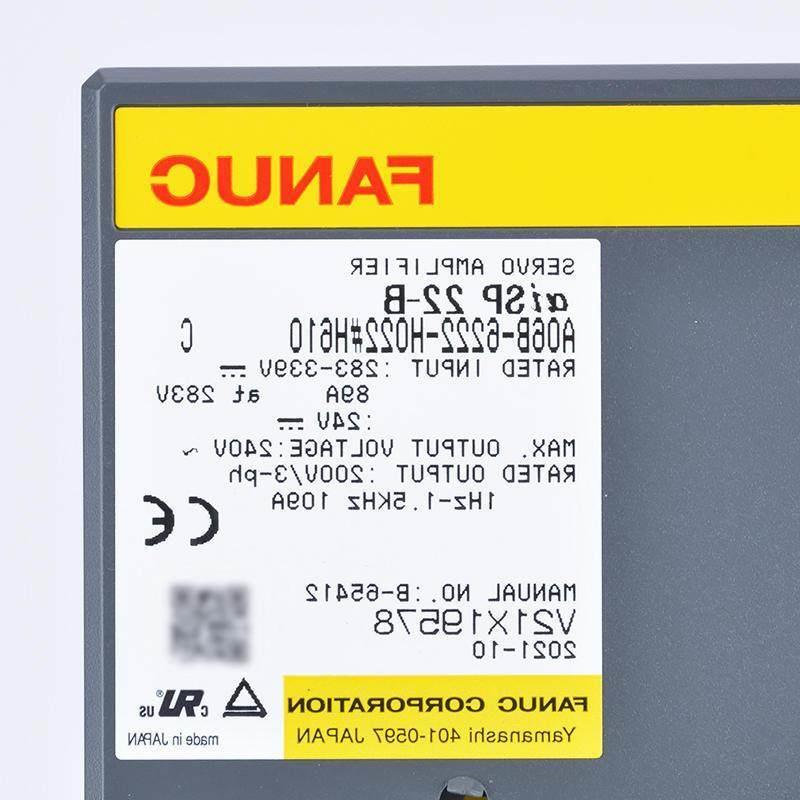 FANUC
SERVO AMPLIFIER
αiSP 22-B
A06B-6222-H022#H610 C
RATED INPUT :283-339V ⎓
89A at 283V
:24V ⎓
MAX. OUTPUT VOLTAGE:240V ~
RATED OUTPUT :200V/3-ph
1Hz-1.5KHz 109A
CE
MANUAL NO.:B-65412
V21X19578
2021-10
FANUC CORPORATION
Yamanashi 401-0597 JAPAN
c RU® US
made in JAPAN